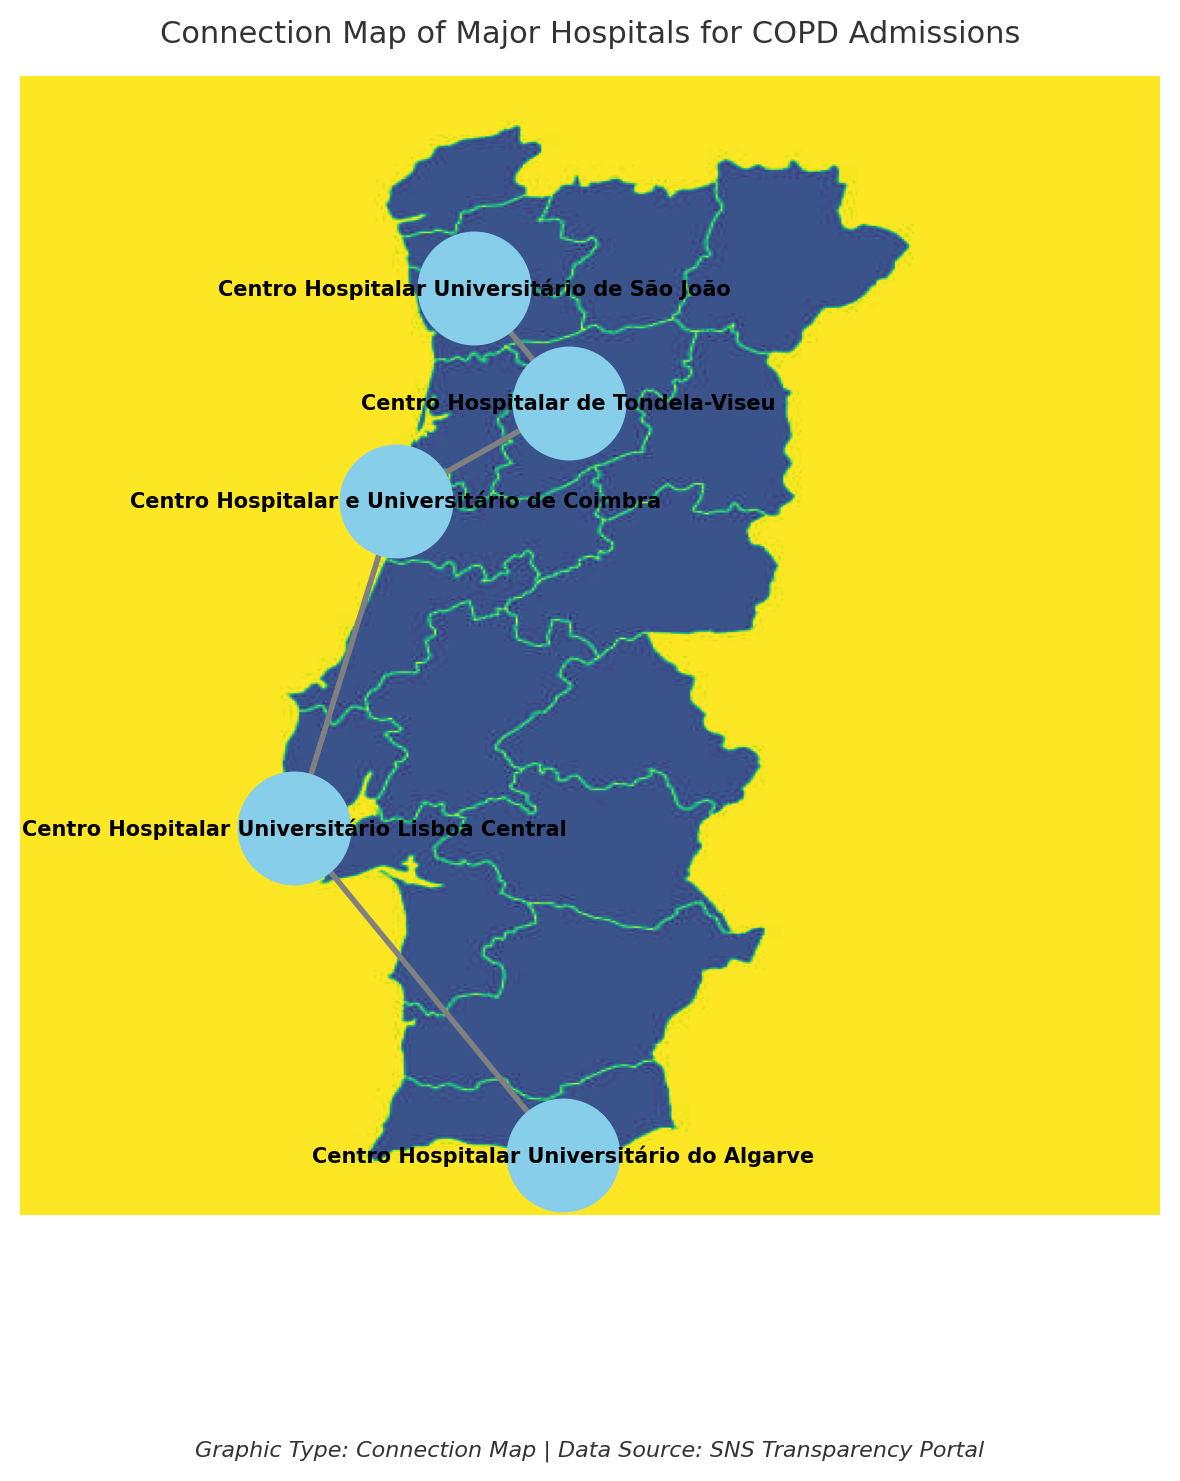 Connection Map of Major Hospitals for COPD Admissions
Centro Hospitalar Universitário de São João
Centro Hospitalar de Tondela-Viseu
Centro Hospitalar e Universitário de Coimbra
Centro Hospitalar Universitário Lisboa Central
Centro Hospitalar Universitário do Algarve
Graphic Type: Connection Map | Data Source: SNS Transparency Portal